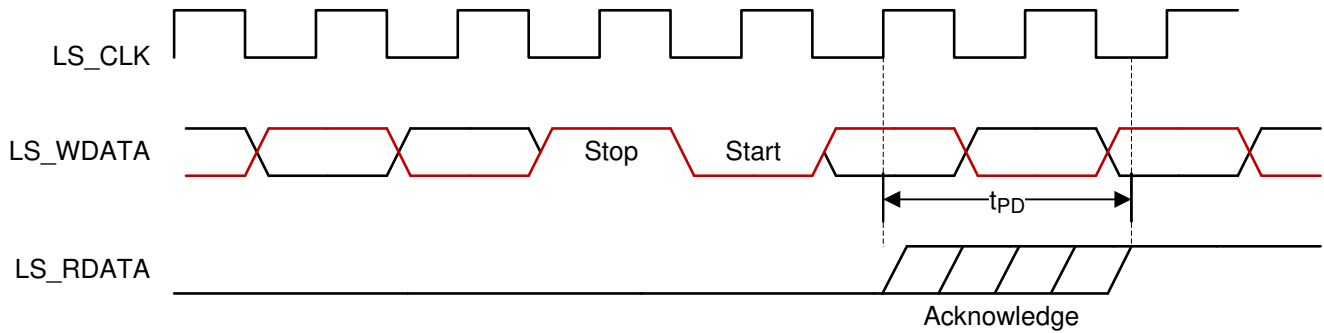 LS_CLK
LS_WDATA
Stop
Start
tPD
LS_RDATA
Acknowledge